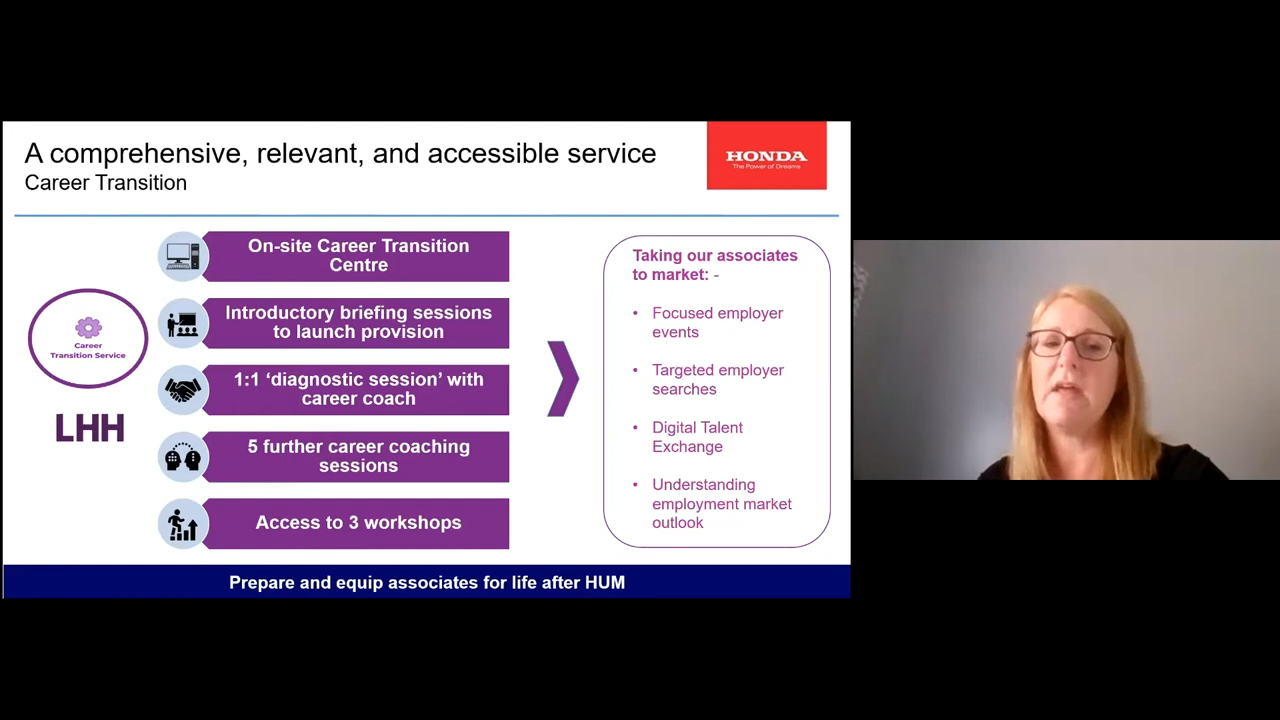 A comprehensive, relevant, and accessible service
Career Transition
HONDA
The Power of Dreams
Career
Transition Service
LHH
On-site Career Transition
Centre
Introductory briefing sessions
to launch provision
1:1 ‘diagnostic session’ with
career coach
5 further career coaching
sessions
Access to 3 workshops
Taking our associates
to market: -
• Focused employer
events
• Targeted employer
searches
• Digital Talent
Exchange
• Understanding
employment market
outlook
Prepare and equip associates for life after HUM